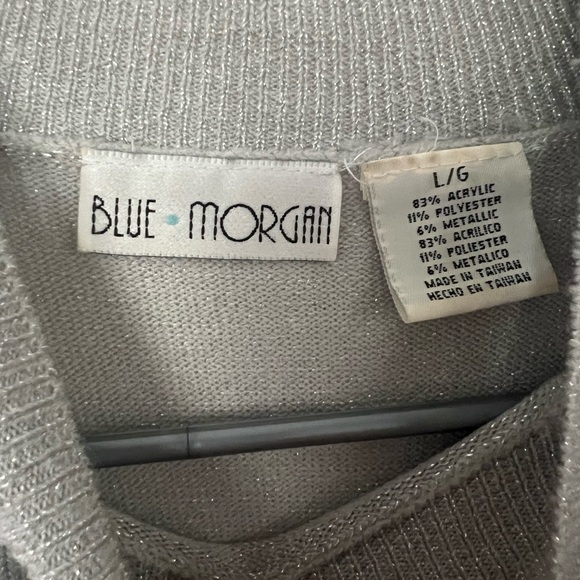 BLUE • MORGAN
L/G
83% ACRYLIC
11% POLYESTER
6% METALLIC
83% ACRILICO
11% POLIESTER
6% METALICO
MADE IN TAIWAN
HECHO EN TAIWAN